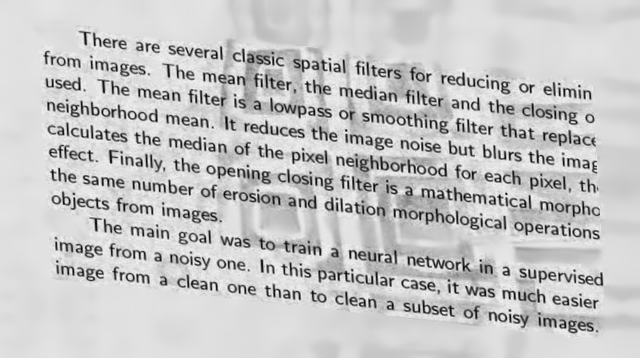 There are several classic spatial filters for reducing or elimin
from images. The mean filter, the median filter and the closing o
used. The mean filter is a lowpass or smoothing filter that replace
neighborhood mean. It reduces the image noise but blurs the imag
calculates the median of the pixel neighborhood for each pixel, th
effect. Finally, the opening closing filter is a mathematical morpho
the same number of erosion and dilation morphological operations
objects from images.
The main goal was to train a neural network in a supervised
image from a noisy one. In this particular case, it was much easier
image from a clean one than to clean a subset of noisy images.